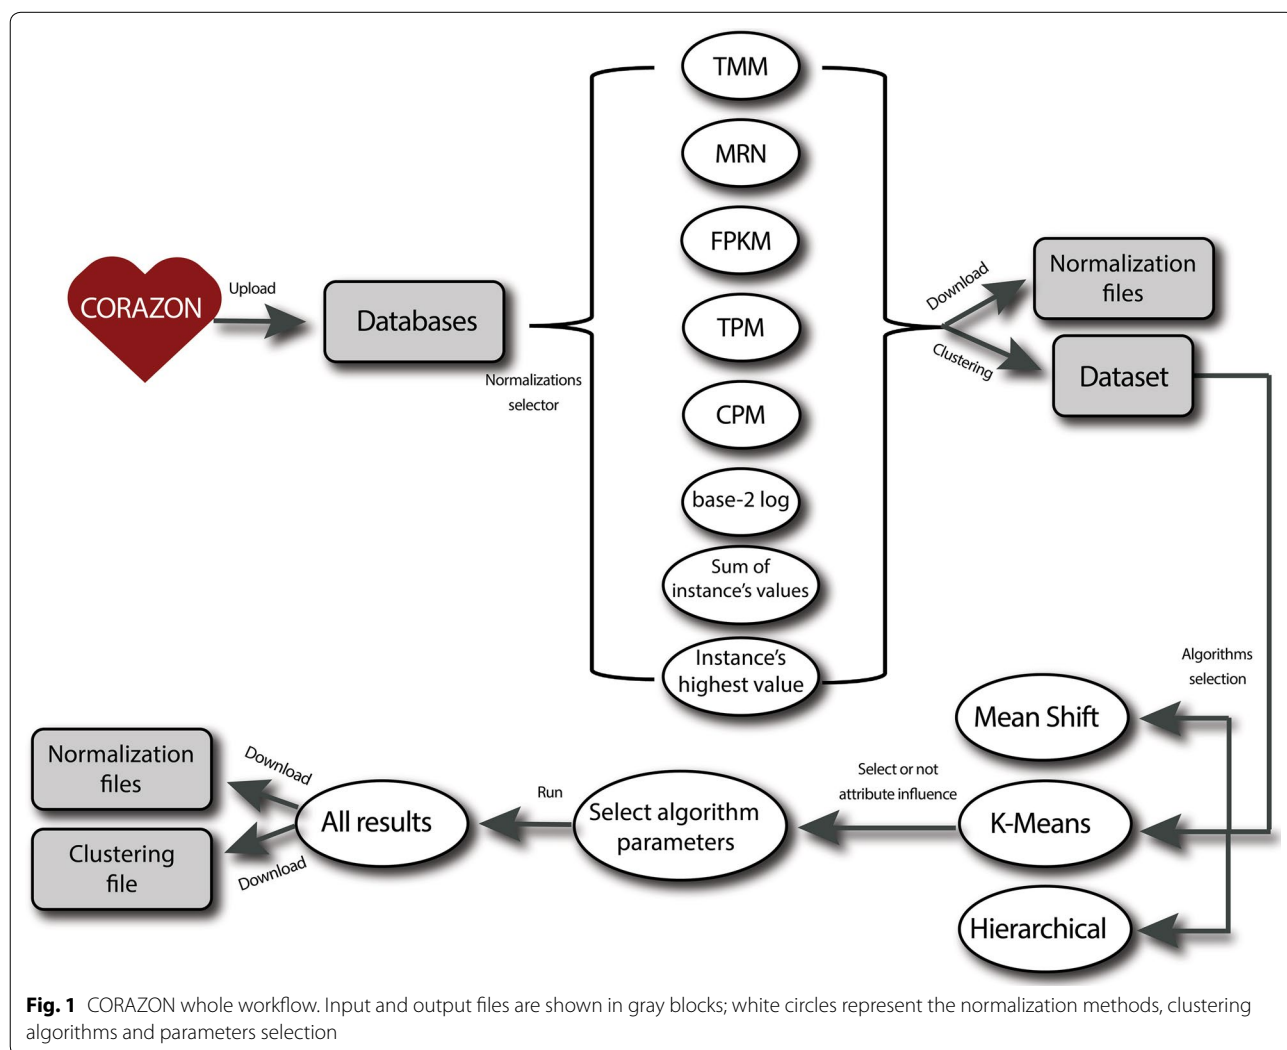 CORAZON
Upload
Databases
Normalizations
selector
TMM
MRN
FPKM
TPM
CPM
base-2 log
Sum of
instance's values
Instance's
highest value
Download
Clustering
Normalization
files
Dataset
Algorithms
selection
Mean Shift
K-Means
Hierarchical
Select or not
attribute influence
Select algorithm
parameters
Run
All results
Download
Download
Normalization
files
Clustering
file
Fig. 1 CORAZON whole workflow. Input and output files are shown in gray blocks; white circles represent the normalization methods, clustering
algorithms and parameters selection